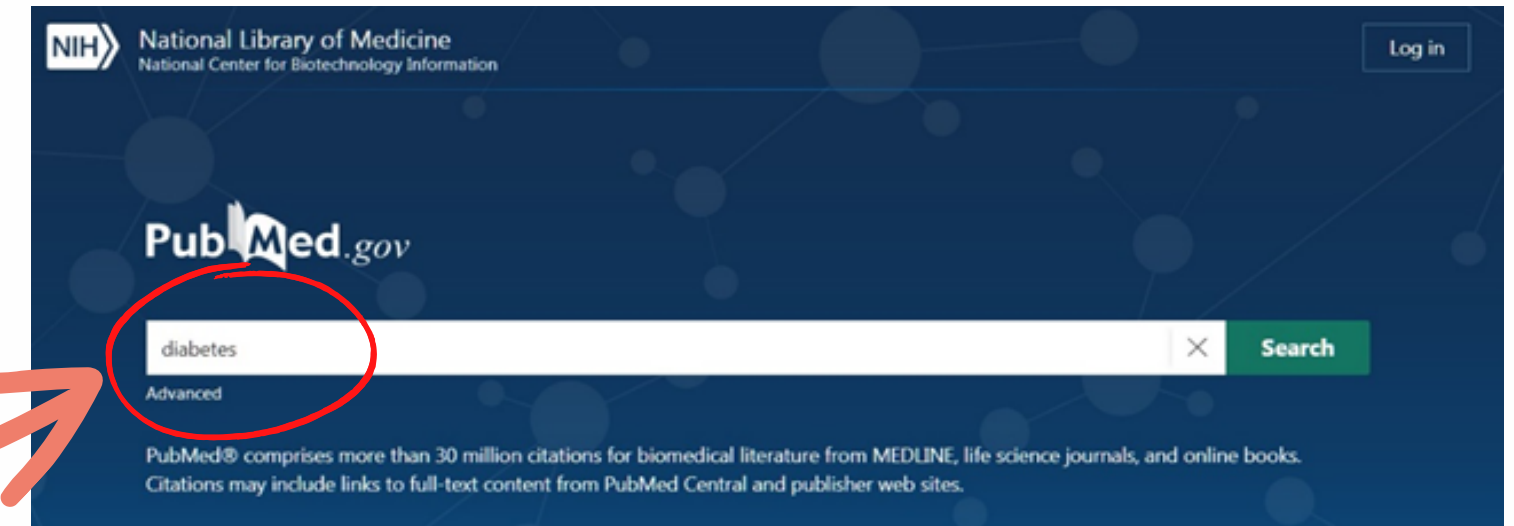 NIH
National Library of Medicine
National Center for Biotechnology Information
Log in
PubMed.gov
diabetes
Search
Advanced
PubMed® comprises more than 30 million citations for biomedical literature from MEDLINE, life science journals, and online books.
Citations may include links to full-text content from PubMed Central and publisher web sites.